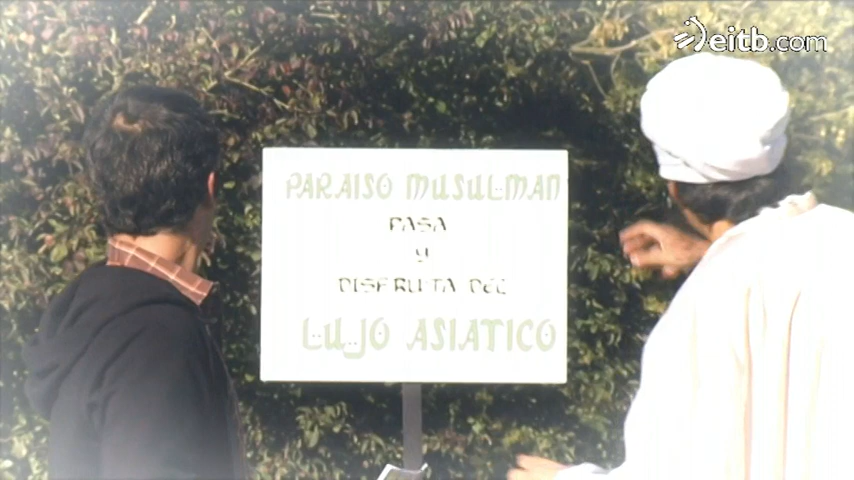 eitb.com
PARAISO MUSULMAN
PASA
Y
DISFRUTA DEL
LUJO ASIATICO